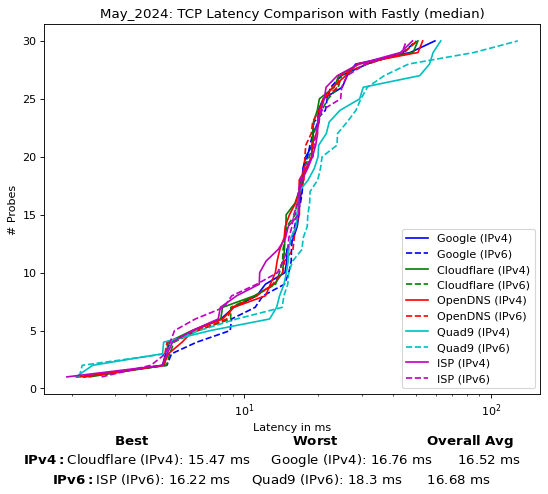 May_2024: TCP Latency Comparison with Fastly (median)
# Probes
30
25
20
15
10
5
0
Google (IPv4)
Google (IPv6)
Cloudflare (IPv4)
Cloudflare (IPv6)
OpenDNS (IPv4)
OpenDNS (IPv6)
Quad9 (IPv4)
Quad9 (IPv6)
ISP (IPv4)
ISP (IPv6)
10¹ 10²
Latency in ms
Best Worst Overall Avg
IPv4: Cloudflare (IPv4): 15.47 ms Google (IPv4): 16.76 ms 16.52 ms
IPv6: ISP (IPv6): 16.22 ms Quad9 (IPv6): 18.3 ms 16.68 ms